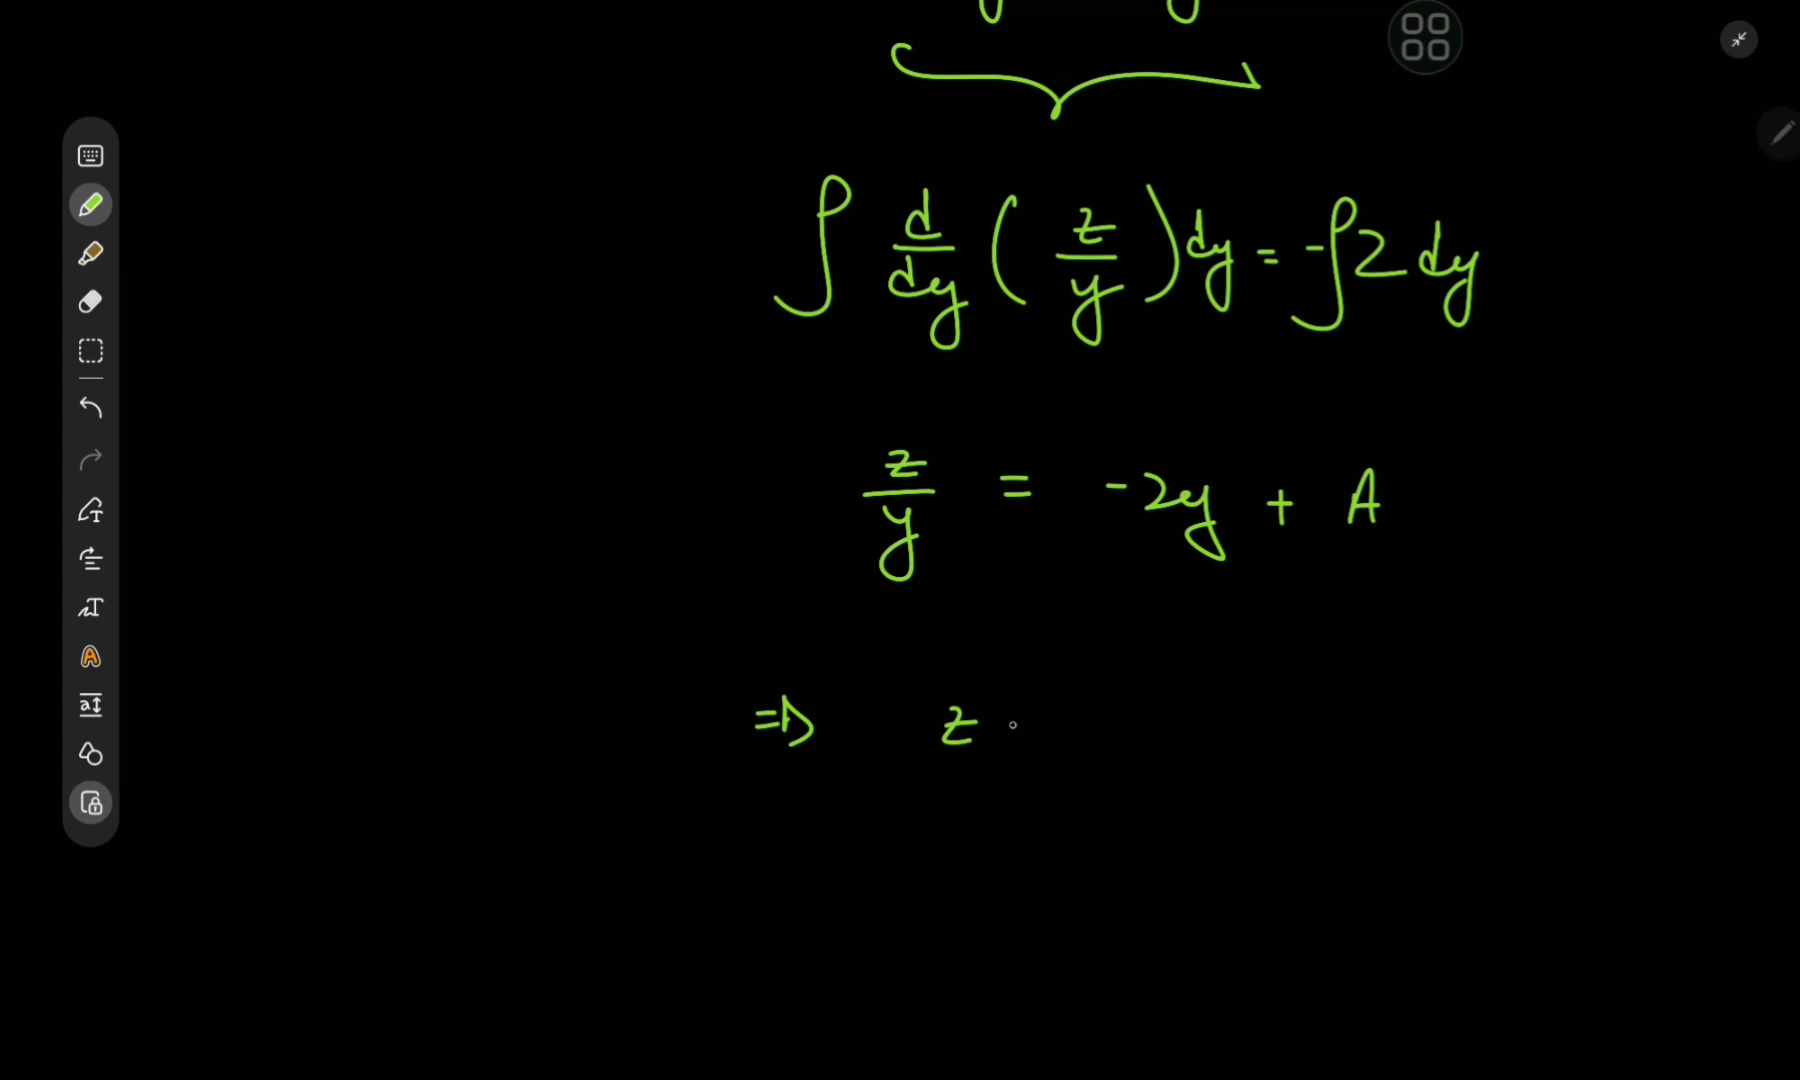 ∫ d/dy (z/y) dy = -∫2 dy
z/y = -2y + A
⇒ z